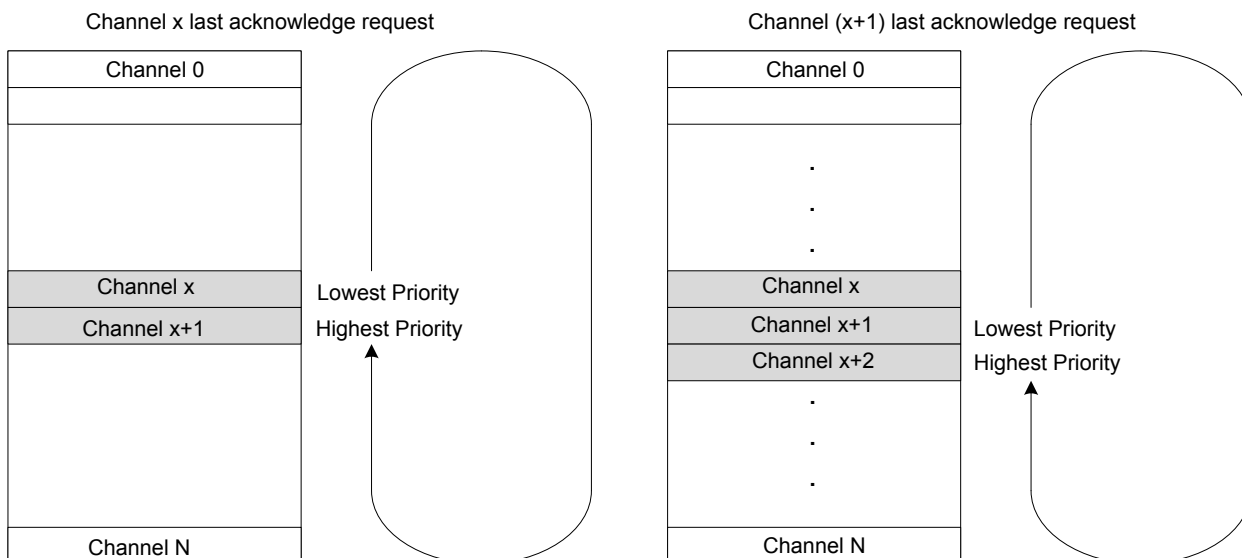 Channel x last acknowledge request
Channel 0
Channel x
Lowest Priority
Channel x+1
Highest Priority
Channel N
Channel (x+1) last acknowledge request
Channel 0
.
.
.
Channel x
Channel x+1
Lowest Priority
Channel x+2
Highest Priority
.
.
.
Channel N